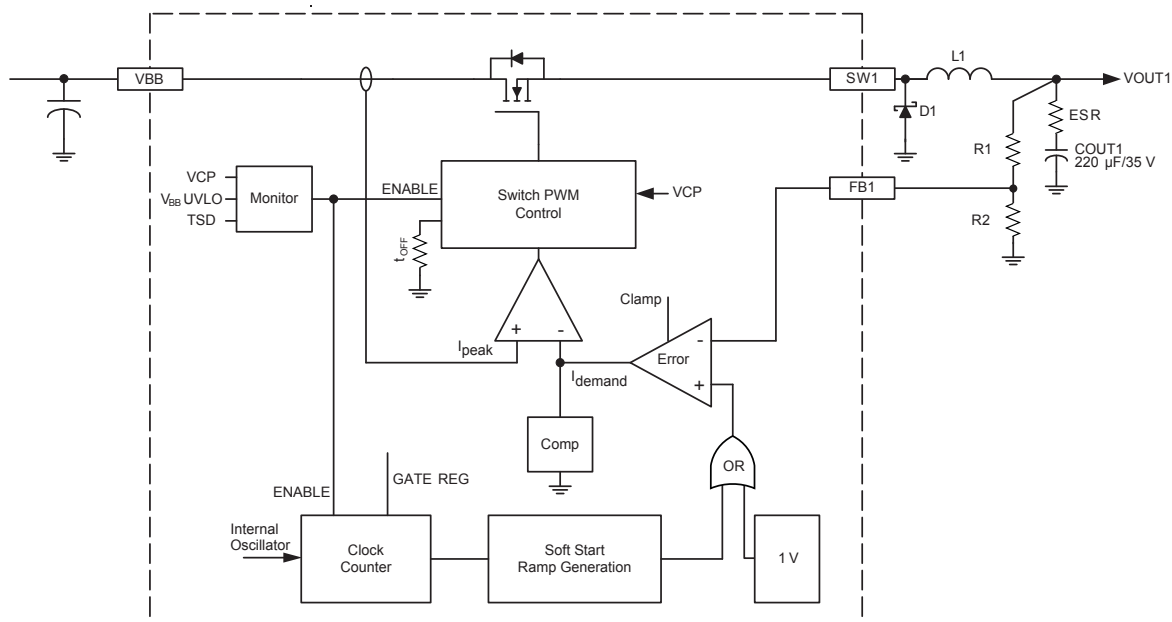 VBB
SW1
L1
VOUT1
D1
ESR
R1
COUT1
220 µF/35 V
FB1
R2
VCP
VBB UVLO
TSD
Monitor
ENABLE
Switch PWM
Control
VCP
tOFF
Clamp
+
-
Ipeak
Idemand
Error
-
+
Comp
OR
GATE REG
ENABLE
Internal
Oscillator
Clock
Counter
Soft Start
Ramp Generation
1 V